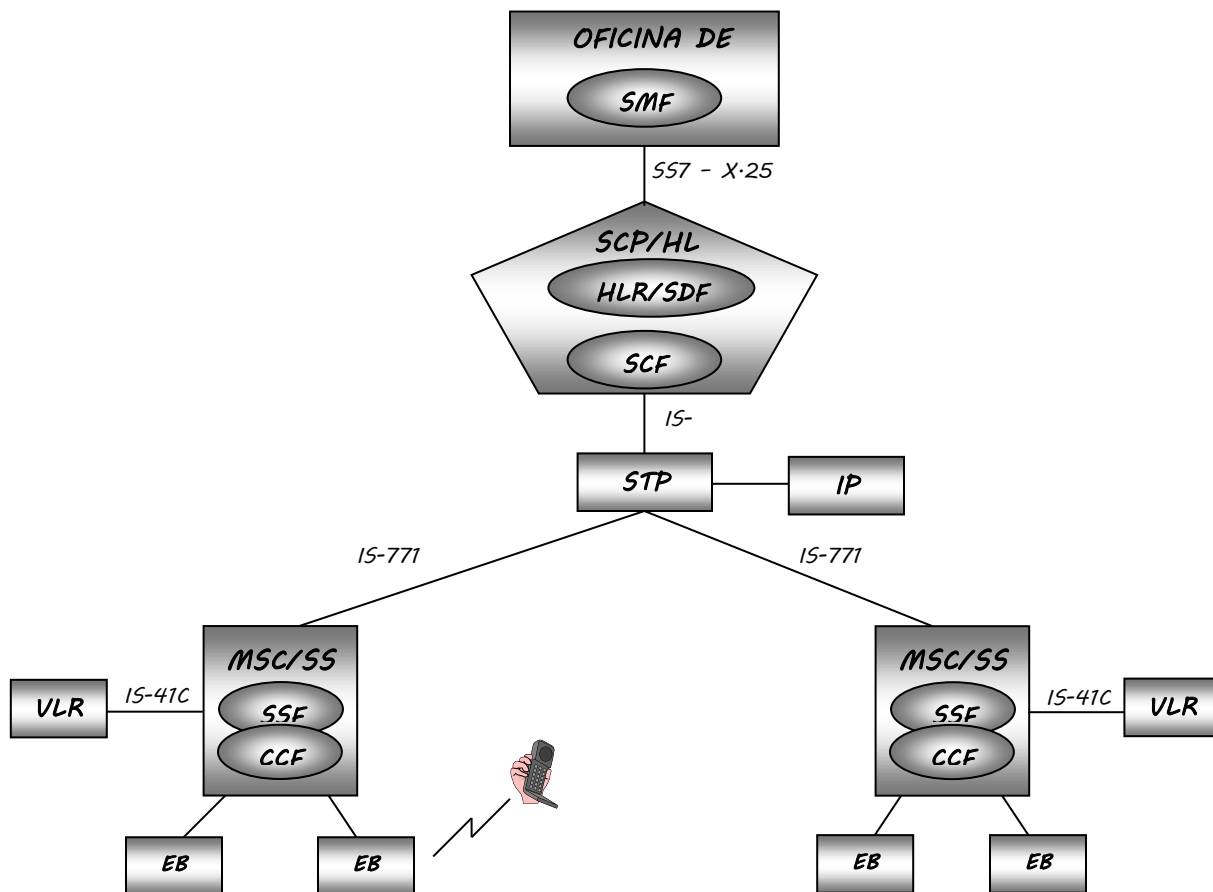 OFICINA DE
SMF
SS7 - X.25
SCP/HL
HLR/SDF
SCF
IS-
STP
IP
IS-771
IS-771
MSC/SS
MSC/SS
SSF
SSF
VLR
IS-41C
IS-41C
VLR
CCF
CCF
EB
EB
EB
EB